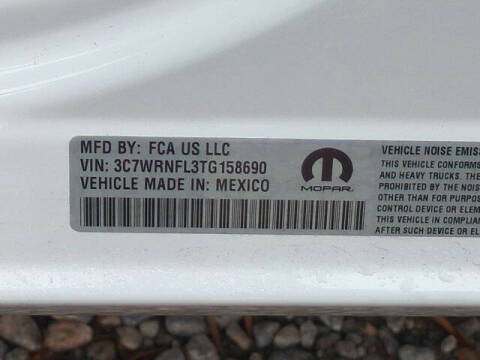 MFD BY: FCA US LLC
VIN: 3C7WRNFL3TG158690
VEHICLE MADE IN: MEXICO
MOPAR
VEHICLE NOISE EMISS
THIS VEHICLE CONFORMS
AND HEAVY TRUCKS. THE
PROHIBITED BY THE NOIS
OTHER THAN FOR PURPOS
CONTROL DEVICE OR ELEM
THIS VEHICLE IN COMPLIAN
AFTER SUCH DEVICE OR EL